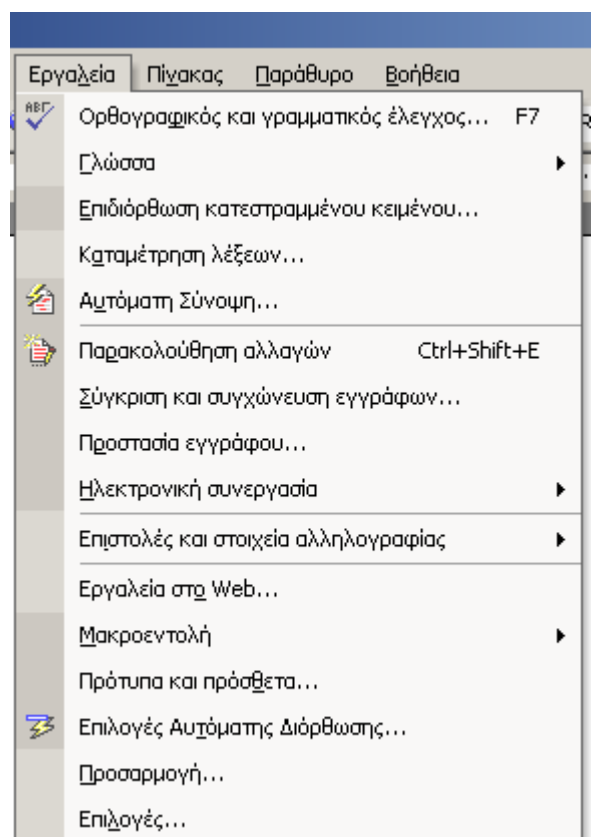 Εργαλεία Πίνακας Παράθυρο Βοήθεια
ABΓ Ορθογραφικός και γραμματικός έλεγχος... F7
Γλώσσα
Επιδιόρθωση κατεστραμμένου κειμένου...
Καταμέτρηση λέξεων...
Αυτόματη Σύνοψη...
Παρακολούθηση αλλαγών Ctrl+Shift+E
Σύγκριση και συγχώνευση εγγράφων...
Προστασία εγγράφου...
Ηλεκτρονική συνεργασία
Επιστολές και στοιχεία αλληλογραφίας
Εργαλεία στο Web...
Μακροεντολή
Πρότυπα και πρόσθετα...
Επιλογές Αυτόματης Διόρθωσης...
Προσαρμογή...
Επιλογές...